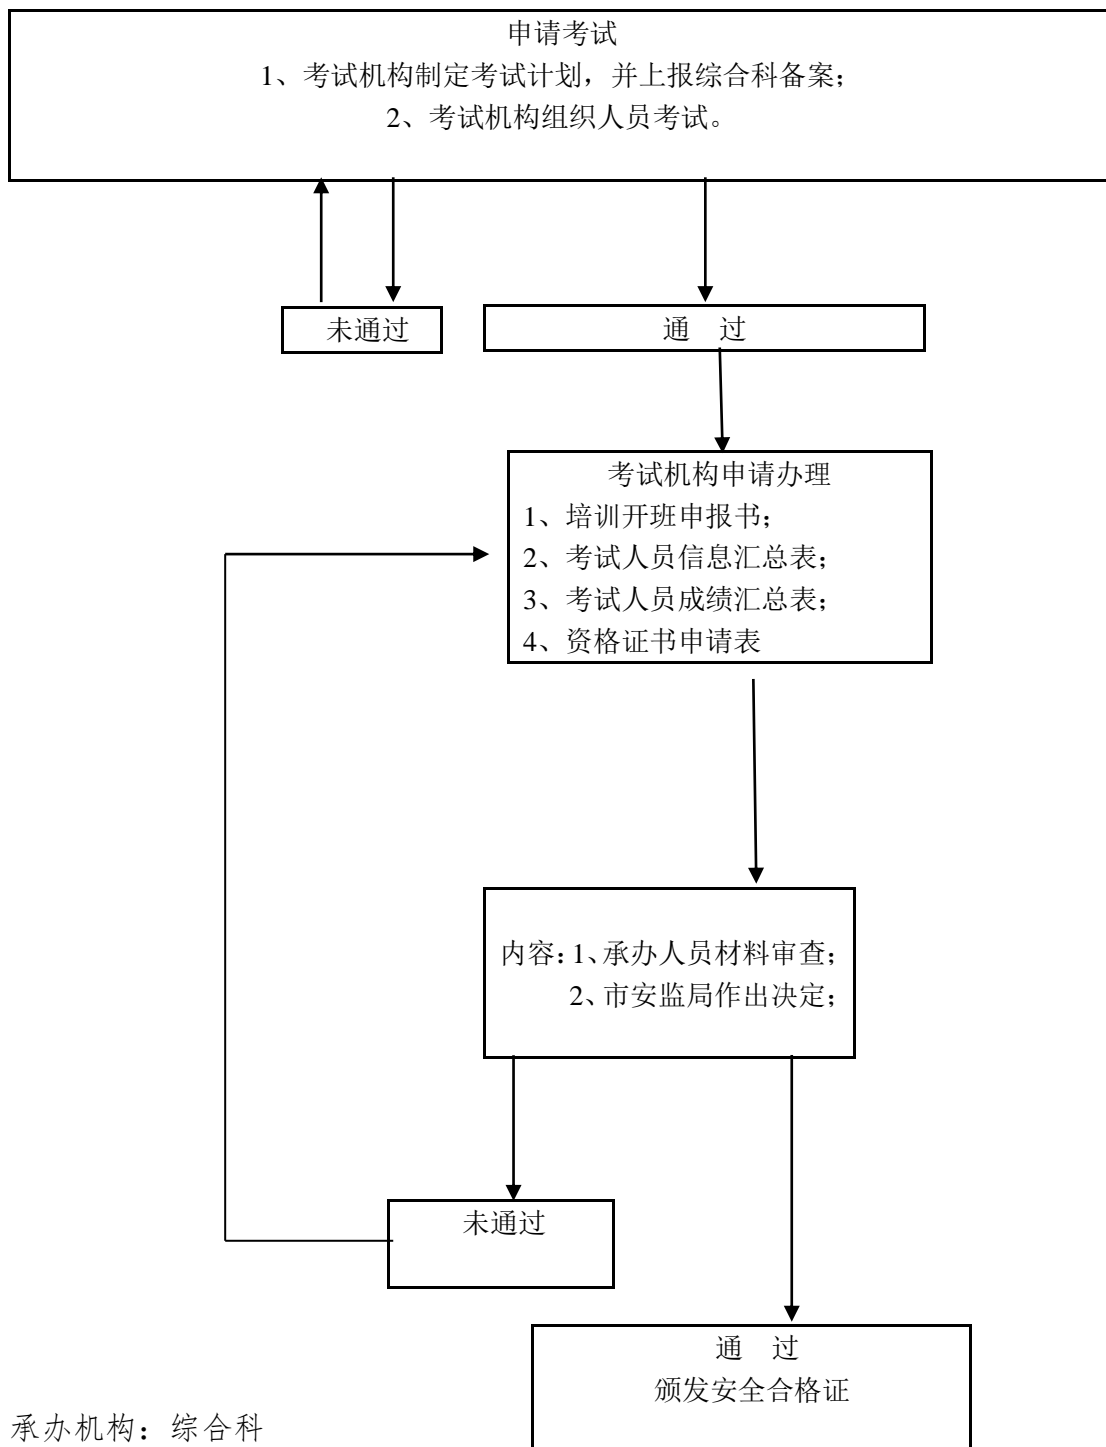 申请考试
1、考试机构制定考试计划，并上报综合科备案；
2、考试机构组织人员考试。
未通过
通　过
考试机构申请办理
1、培训开班申报书；
2、考试人员信息汇总表；
3、考试人员成绩汇总表；
4、资格证书申请表
内容：1、承办人员材料审查；
2、市安监局作出决定；
未通过
通　过
颁发安全合格证
承办机构：综合科